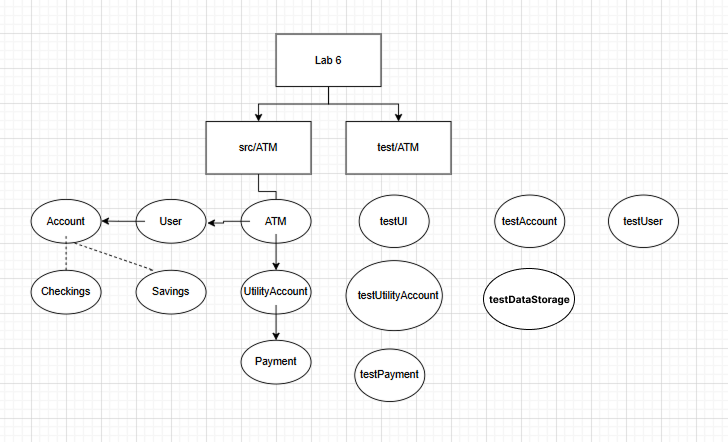 Lab 6
src/ATM
test/ATM
Account
User
ATM
testUI
testAccount
testUser
Checkings
Savings
UtilityAccount
testUtilityAccount
testDataStorage
Payment
testPayment